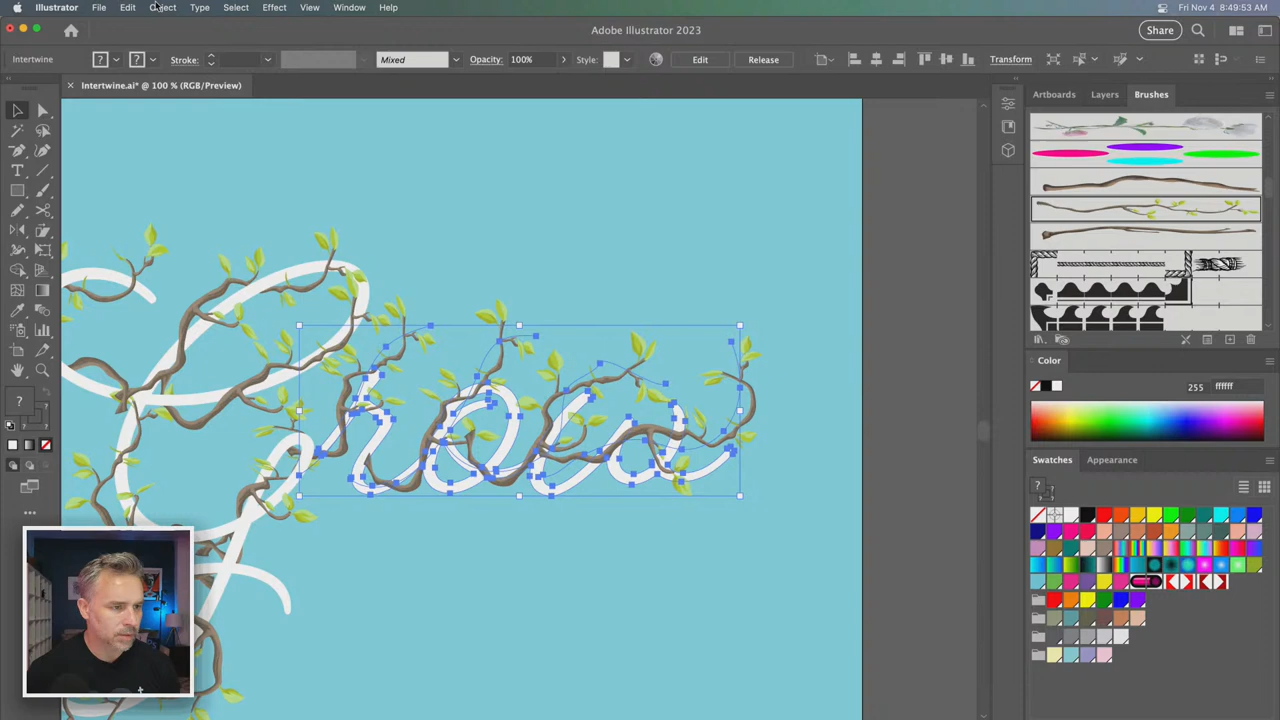 Illustrator File Edit Object Type Select Effect View Window Help Fri Nov 4 8:49:53 AM
Adobe Illustrator 2023 Share
Intertwine ? ? Stroke: Mixed Opacity: 100% Style: Edit Release Transform
Intertwine.ai* @ 100 % (RGB/Preview) Artboards Layers Brushes
Color
255 ffffff
Swatches Appearance
?
?